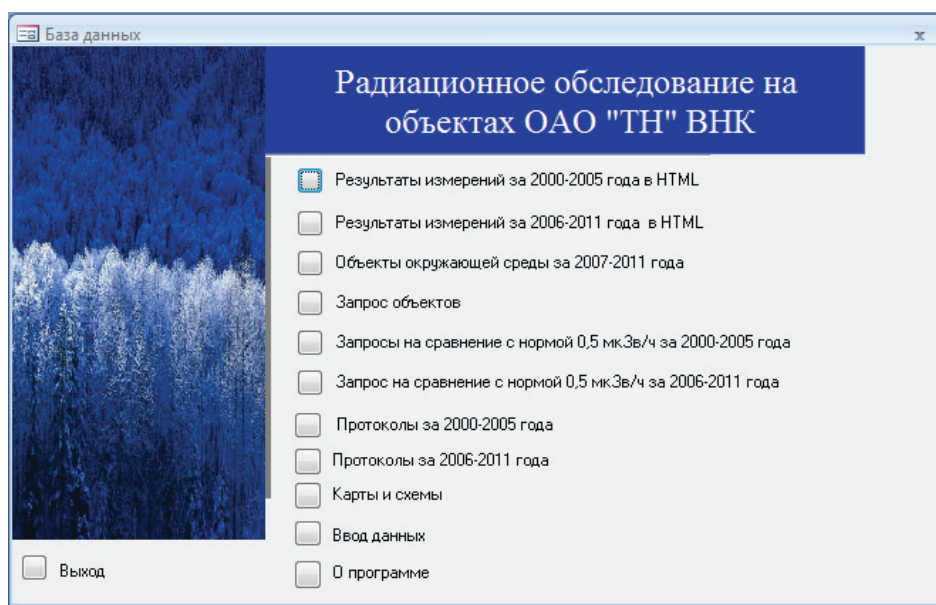 База данных
Радиационное обследование на
объектах ОАО "ТН" ВНК
Результаты измерений за 2000-2005 года в HTML
Результаты измерений за 2006-2011 года  в HTML
Объекты окружающей среды за 2007-2011 года
Запрос объектов
Запросы на сравнение с нормой 0,5 мкЗв/ч за 2000-2005 года
Запрос на сравнение с нормой 0,5 мкЗв/ч за 2006-2011 года
Протоколы за 2000-2005 года
Протоколы за 2006-2011 года
Карты и схемы
Ввод данных
О программе
Выход